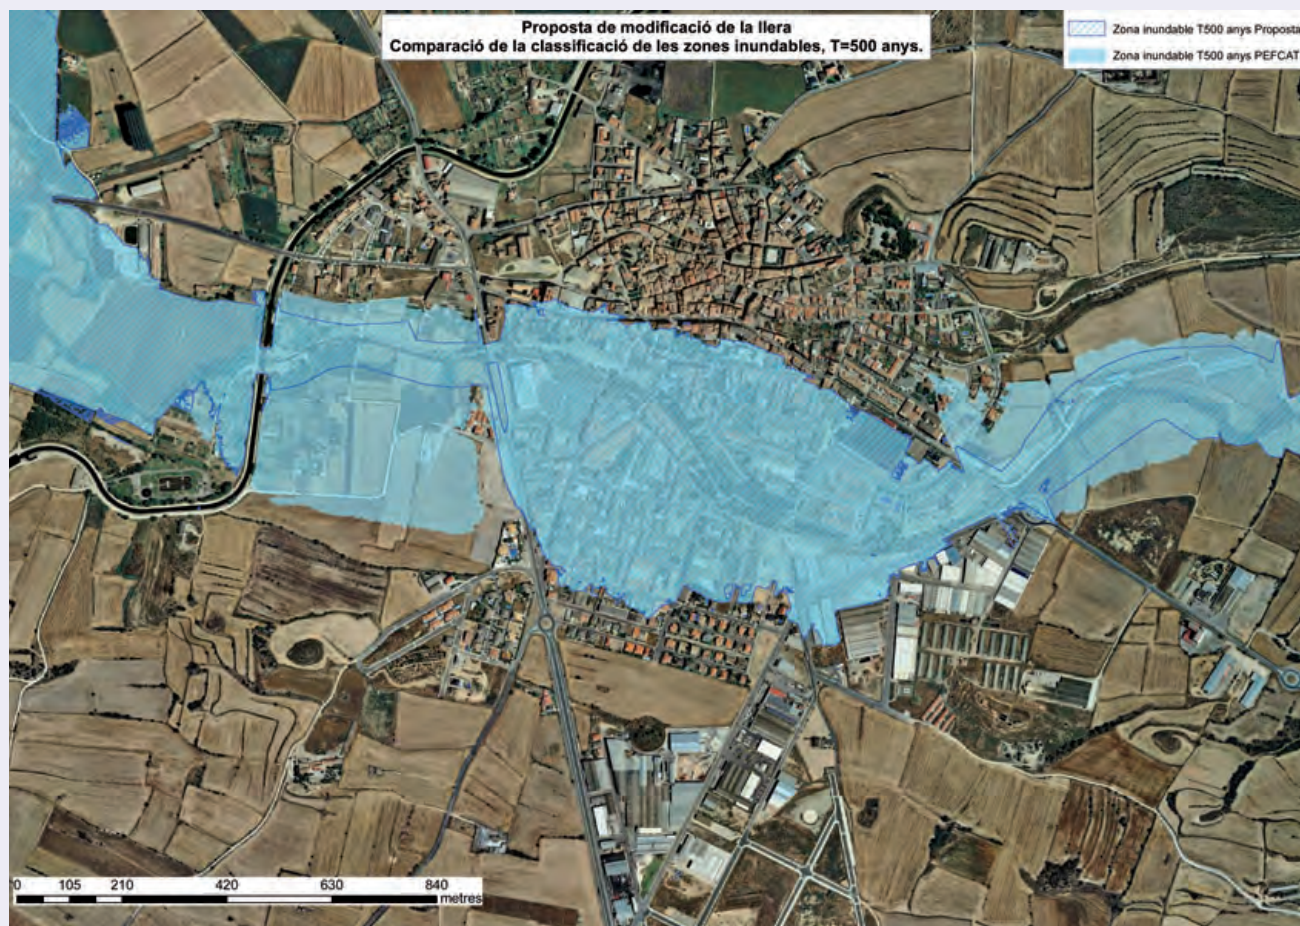 Proposta de modificació de la llera
Comparació de la classificació de les zones inundables, T=500 anys.
Zona inundable T500 anys Proposta
Zona inundable T500 anys PEFCAT
0 105 210 420 630 840
metres